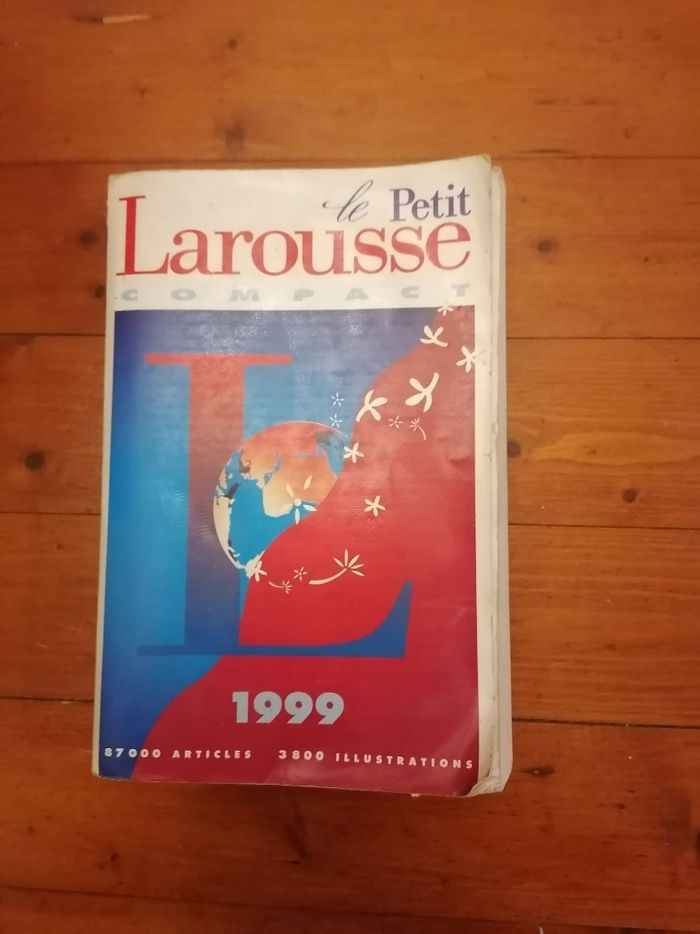 le Petit
Larousse
COMPACT
L
1999
87000 ARTICLES 3800 ILLUSTRATIONS